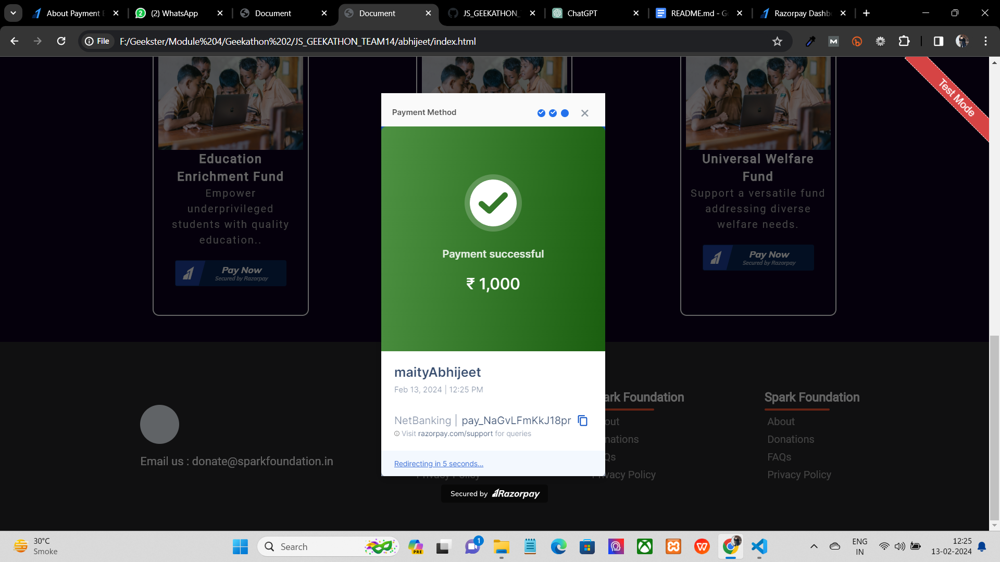 About Payment
(2) WhatsApp
Document
Document
JS_GEEKATHON_
ChatGPT
README.md - G
Razorpay Dashb
File
F:/Geekster/Module%204/Geekathon%202/JS_GEEKATHON_TEAM14/abhijeet/index.html
Test Mode
Education
Enrichment Fund
Empower
underprivileged
students with quality
education..
Pay Now
Secured by Razorpay
Universal Welfare
Fund
Support a versatile fund
addressing diverse
welfare needs.
Pay Now
Secured by Razorpay
Payment Method
Payment successful
₹ 1,000
maityAbhijeet
Feb 13, 2024 | 12:25 PM
NetBanking | pay_NaGvLFmKkJ18pr
Visit razorpay.com/support for queries
Redirecting in 5 seconds...
Secured by Razorpay
Email us : donate@sparkfoundation.in
Privacy Policy
ark Foundation
out
nations
Qs
vacy Policy
Spark Foundation
About
Donations
FAQs
Privacy Policy
30°C
Smoke
Search
PRE
1
ENG
IN
12:25
13-02-2024